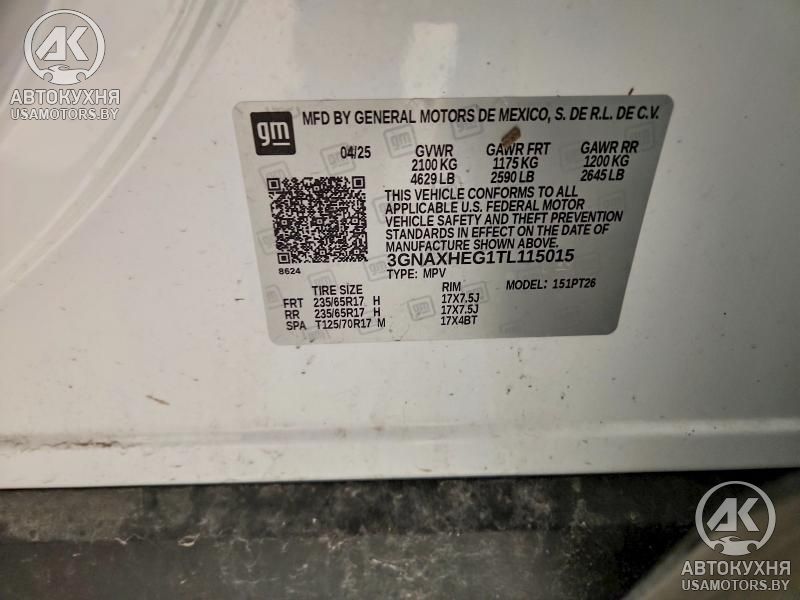 АК
АВТОКУХНЯ
USAMOTORS.BY
gm
MFD BY GENERAL MOTORS DE MEXICO, S. DE R.L. DE C.V.
04/25 GVWR GAWR FRT GAWR RR
2100 KG 1175 KG 1200 KG
4629 LB 2590 LB 2645 LB
THIS VEHICLE CONFORMS TO ALL
APPLICABLE U.S. FEDERAL MOTOR
VEHICLE SAFETY AND THEFT PREVENTION
STANDARDS IN EFFECT ON THE DATE OF
MANUFACTURE SHOWN ABOVE.
3GNAXHEG1TL115015
8624
TYPE: MPV MODEL: 151PT26
TIRE SIZE RIM
FRT 235/65R17 H 17X7.5J
RR 235/65R17 H 17X7.5J
SPA T125/70R17 M 17X4BT
АК
АВТОКУХНЯ
USAMOTORS.BY